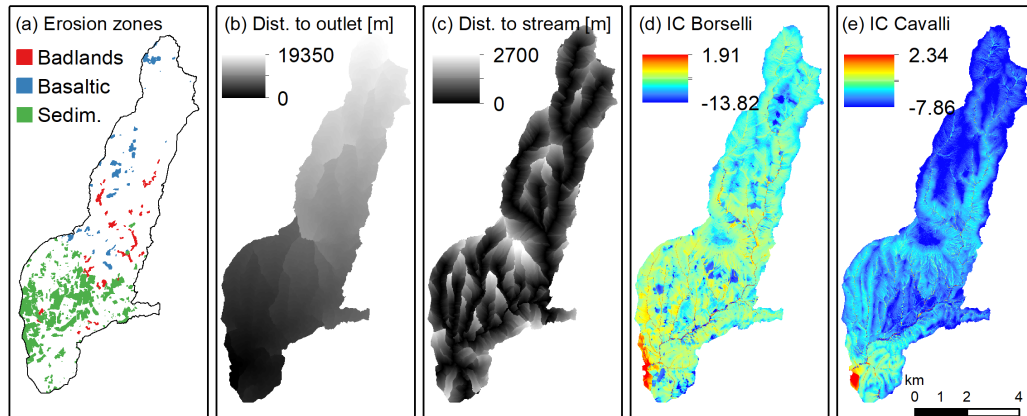 (a) Erosion zones
Badlands
Basaltic
Sedim.
(b) Dist. to outlet [m]
19350
0
(c) Dist. to stream[m]
2700
0
(d) IC Borselli
1.91
-13.82
(e) IC Cavalli
2.34
-7.86
km
0 2 4